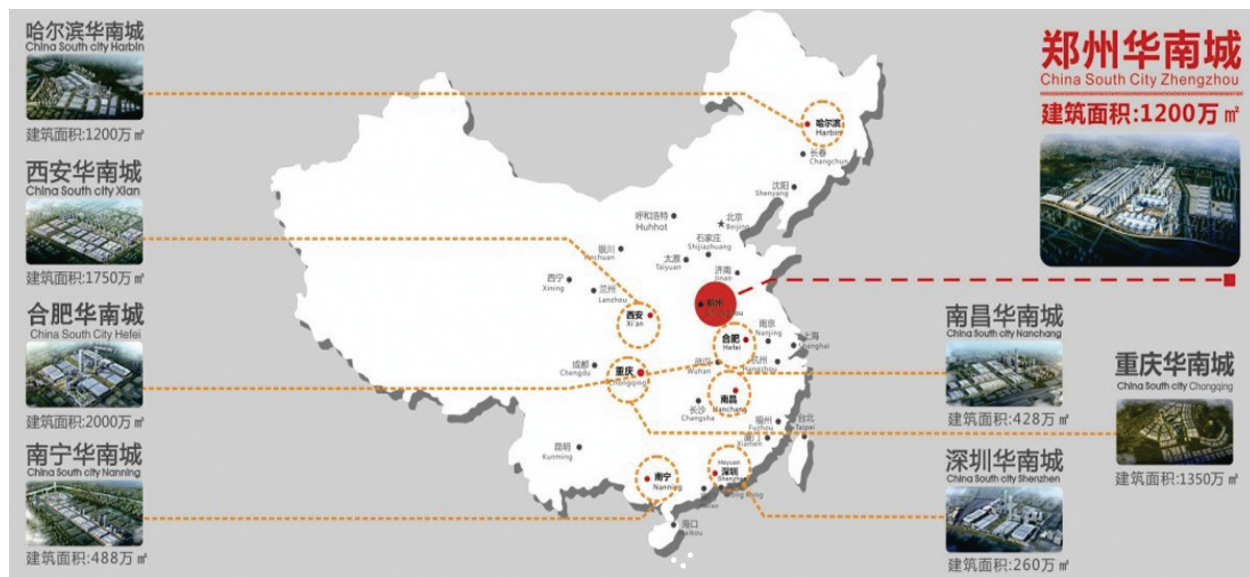 哈尔滨华南城
China South city Harbin
建筑面积:1200万㎡
西安华南城
China South city Xian
建筑面积:1750万㎡
合肥华南城
China South City Hefei
建筑面积:2000万㎡
南宁华南城
China South city Nanning
建筑面积:488万㎡
哈尔滨
Harbin
长春
Changchun
沈阳
Shenyang
呼和浩特
Huhhot
北京
Beijing
石家庄
Shijiazhuang
银川
Yinchuan
太原
Taiyuan
济南
Jinan
西宁
Xining
兰州
Lenzhou
郑州
西安
Xi'an
南京
Nanjing
上海
Shanghai
合肥
Hefei
成都
Chengdu
重庆
Chongqing
武汉
Wuhan
杭州
Hangzhou
南昌
Nanchang
长沙
Changsha
福州
Fuzhou
台北
Taipei
厦门
Xiamen
昆明
Kunming
南宁
Nanning
Heyuan
深圳
Shenzhen
海口
郑州华南城
China South City Zhengzhou
建筑面积:1200万㎡
南昌华南城
China South city Nanchang
建筑面积:428万㎡
重庆华南城
China South city Chongqing
建筑面积:1350万㎡
深圳华南城
China South city Shenzhen
建筑面积:260万㎡